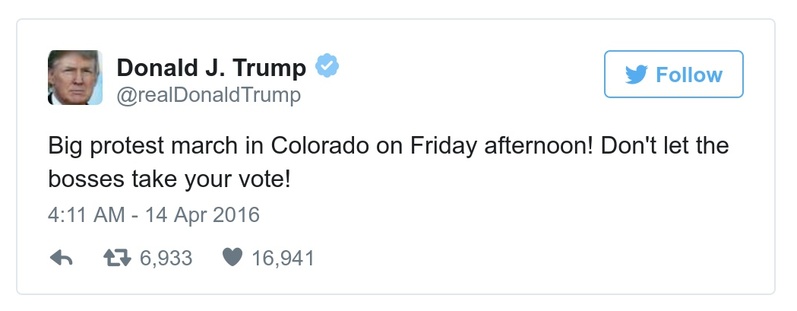 Donald J. Trump
@realDonaldTrump
Follow
Big protest march in Colorado on Friday afternoon! Don't let the
bosses take your vote!
4:11 AM - 14 Apr 2016
6,933 16,941